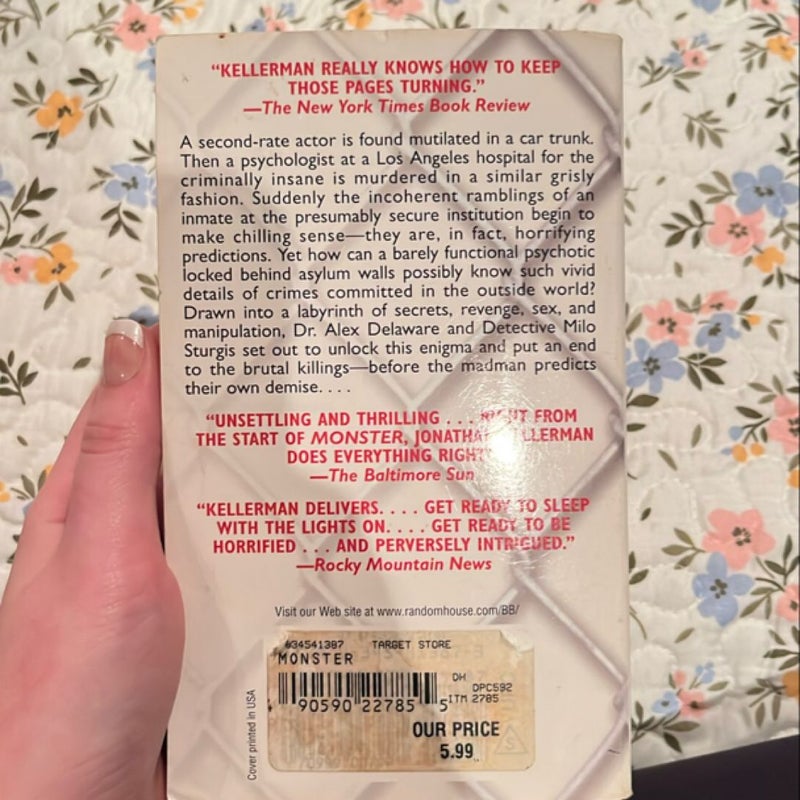 “KELLERMAN REALLY KNOWS HOW TO KEEP
THOSE PAGES TURNING.”
—The New York Times Book Review
A second-rate actor is found mutilated in a car trunk.
Then a psychologist at a Los Angeles hospital for the
criminally insane is murdered in a similar grisly
fashion. Suddenly the incoherent ramblings of an
inmate at the presumably secure institution begin to
make chilling sense—they are, in fact, horrifying
predictions. Yet how can a barely functional psychotic
locked behind asylum walls possibly know such vivid
details of crimes committed in the outside world?
Drawn into a labyrinth of secrets, revenge, sex, and
manipulation, Dr. Alex Delaware and Detective Milo
Sturgis set out to unlock this enigma and put an end
to the brutal killings—before the madman predicts
their own demise. . . .
“UNSETTLING AND THRILLING . . . RIGHT FROM
THE START OF MONSTER, JONATHAN KELLERMAN
DOES EVERYTHING RIGHT.”
—The Baltimore Sun
“KELLERMAN DELIVERS. . . . GET READY TO SLEEP
WITH THE LIGHTS ON. . . . GET READY TO BE
HORRIFIED . . . AND PERVERSELY INTRIGUED.”
—Rocky Mountain News
Visit our Web site at www.randomhouse.com/BB/
Cover printed in USA
034541387 TARGET STORE
MONSTER
DH
DPC592
ITM 2785
90590 22785 5
OUR PRICE
5.99